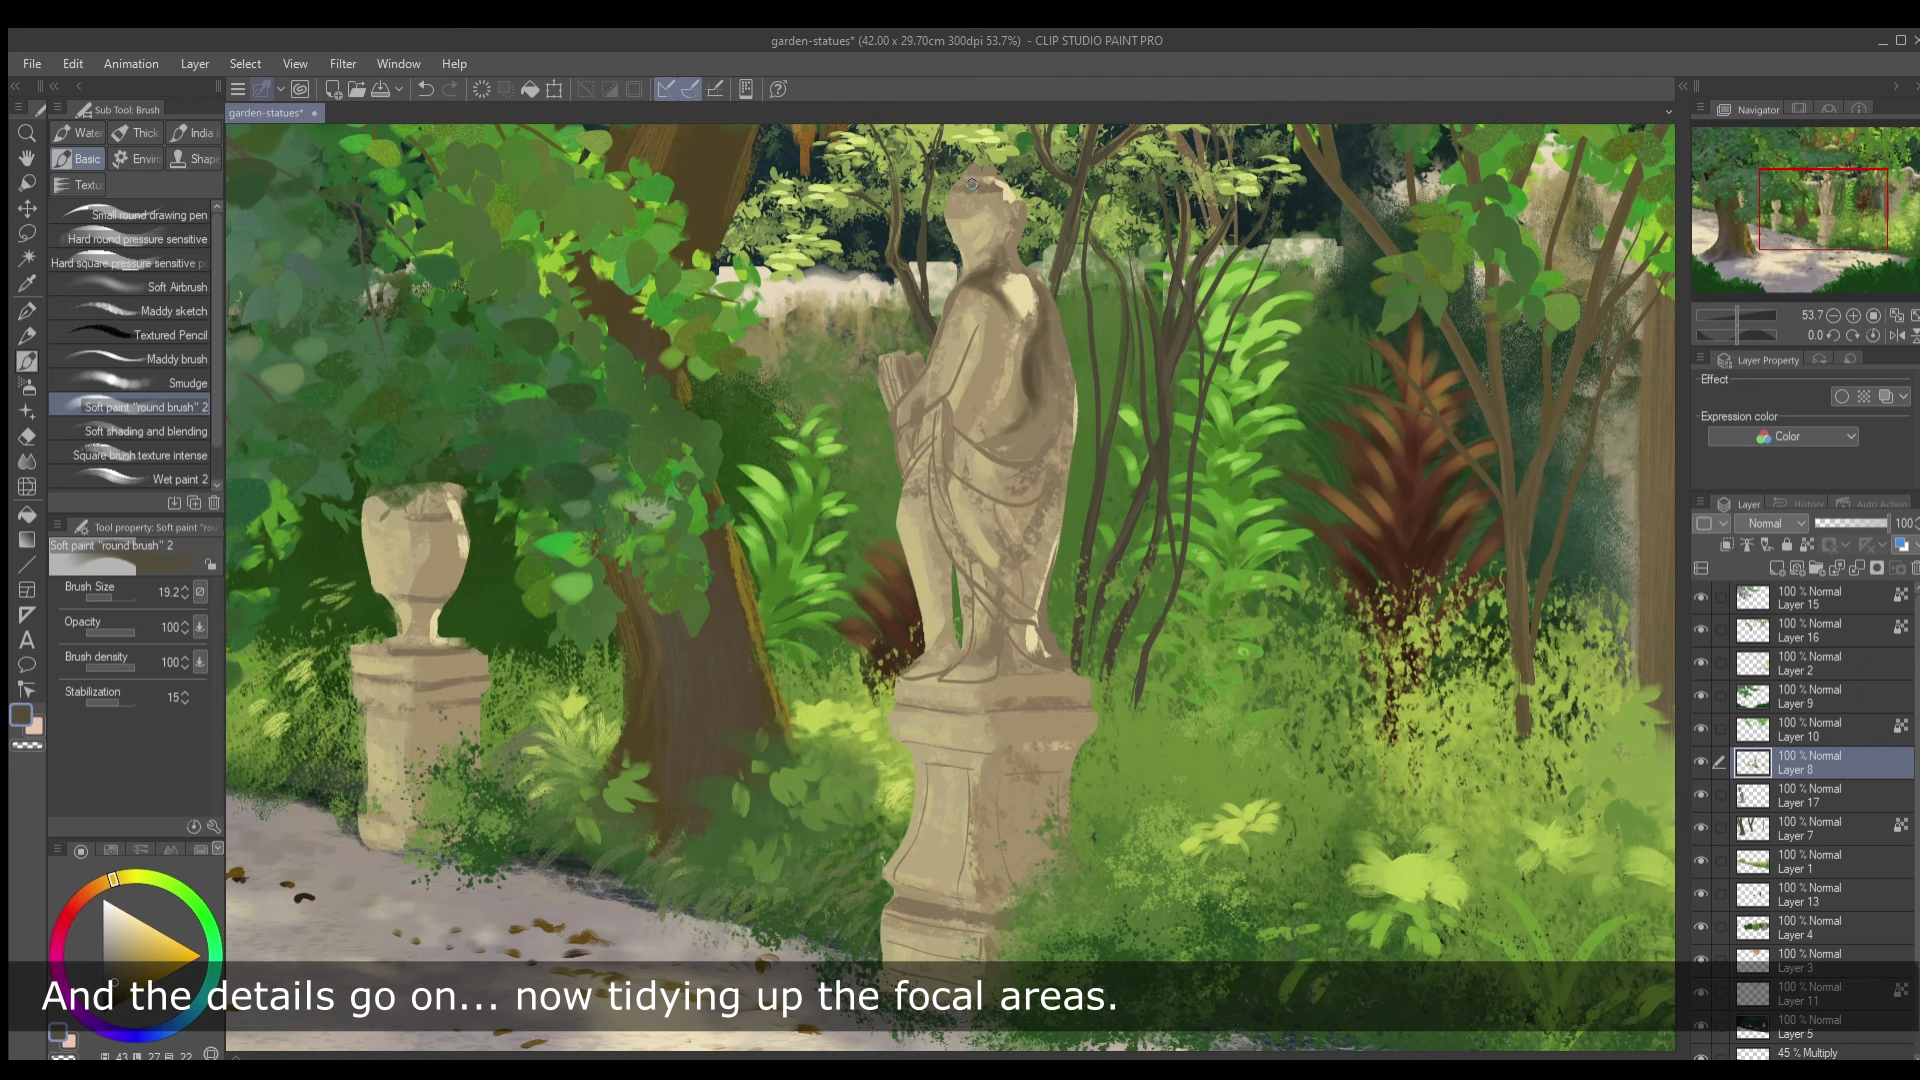 garden-statues* (42.00 x 29.70cm 300dpi 53.7%) - CLIP STUDIO PAINT PRO
File Edit Animation Layer Select View Filter Window Help
Sub Tool: Brush
garden-statues*
Navigator
Water Thick India
Basic Enviro Shape
Textu
Small round drawing pen
Hard round pressure sensitive
Hard square pressure sensitive p
Soft Airbrush
Maddy sketch
Textured Pencil
Maddy brush
Smudge
Soft paint "round brush" 2
Soft shading and blending
Square brush texture intense
Wet paint 2
Tool property: Soft paint "rou
Soft paint "round brush" 2
Brush Size 19.2
Opacity 100
Brush density 100
Stabilization 15
43 27 22
53.7
0.0
Layer Property
Effect
Expression color
Color
Layer History Auto Action
Normal 100
100 % Normal
Layer 15
100 % Normal
Layer 16
100 % Normal
Layer 2
100 % Normal
Layer 9
100 % Normal
Layer 10
100 % Normal
Layer 8
100 % Normal
Layer 17
100 % Normal
Layer 7
100 % Normal
Layer 1
100 % Normal
Layer 13
100 % Normal
Layer 4
100 % Normal
Layer 3
100 % Normal
Layer 11
100 % Normal
Layer 5
45 % Multiply
And the details go on... now tidying up the focal areas.